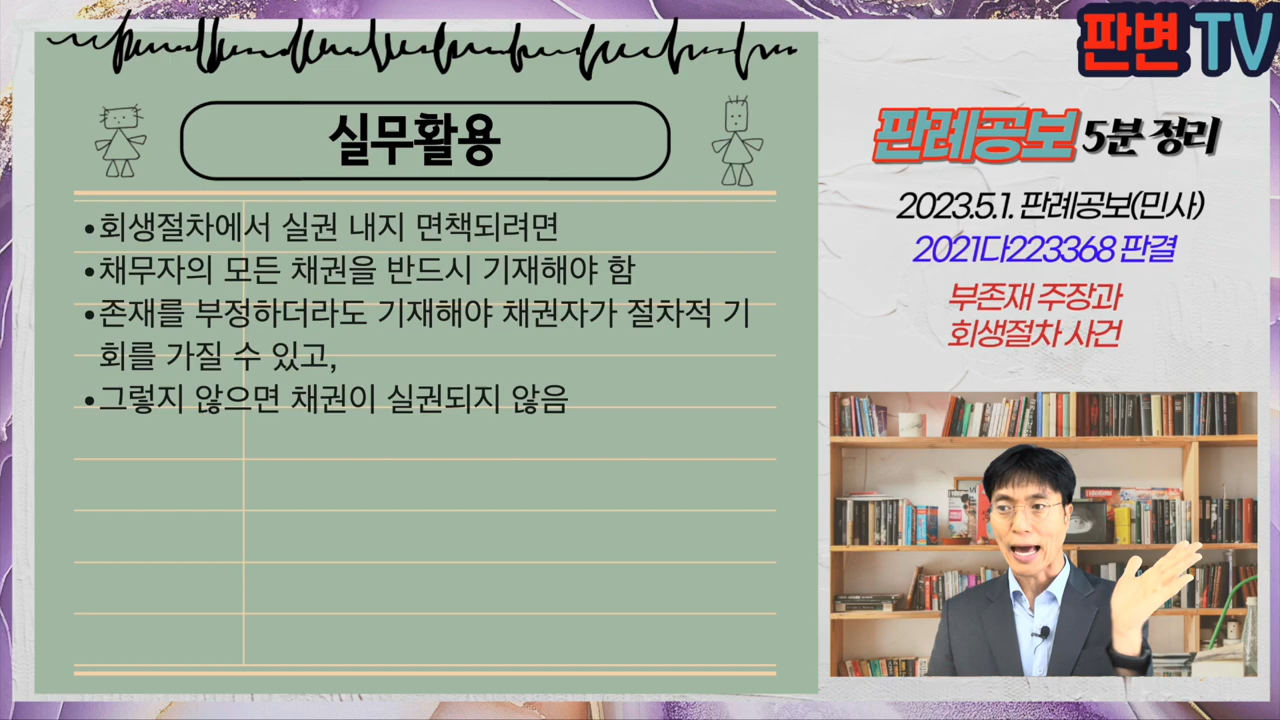 판변 TV
실무활용
•회생절차에서 실권 내지 면책되려면
•채무자의 모든 채권을 반드시 기재해야 함
•존재를 부정하더라도 기재해야 채권자가 절차적 기
회를 가질 수 있고,
•그렇지 않으면 채권이 실권되지 않음
판례공보 5분 정리
2023.5.1. 판례공보(민사)
2021다223368 판결
부존재 주장과
회생절차 사건